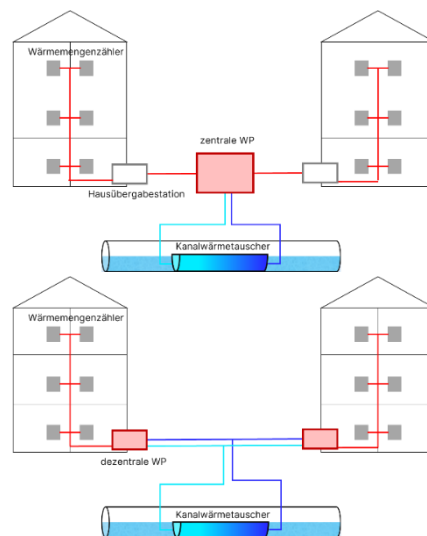 Wärmemengenzähler
zentrale WP
Hausübergabestation
Kanalwärmetauscher
Wärmemengenzähler
dezentrale WP
Kanalwärmetauscher